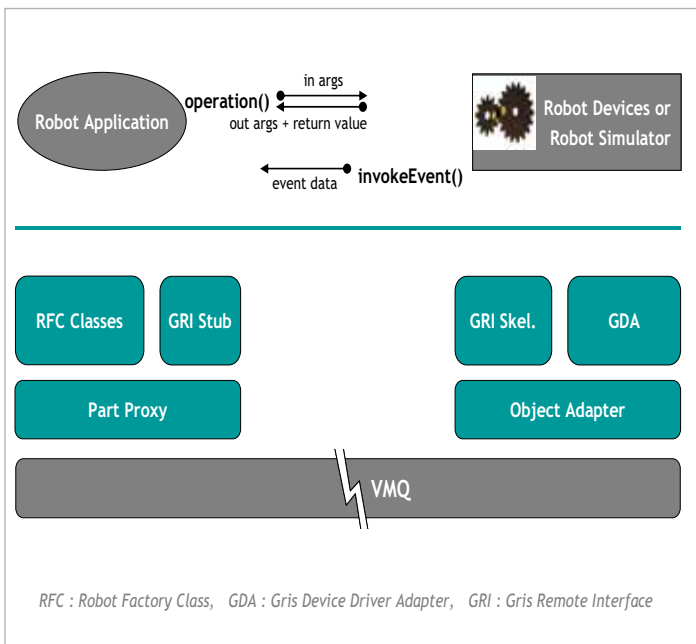 in args
operation()
Robot Application
out args + return value
Robot Devices or
Robot Simulator
event data
invokeEvent()
RFC Classes
GRI Stub
GRI Skel.
GDA
Part Proxy
Object Adapter
VMQ
RFC : Robot Factory Class,   GDA : Gris Device Driver Adapter,   GRI : Gris Remote Interface